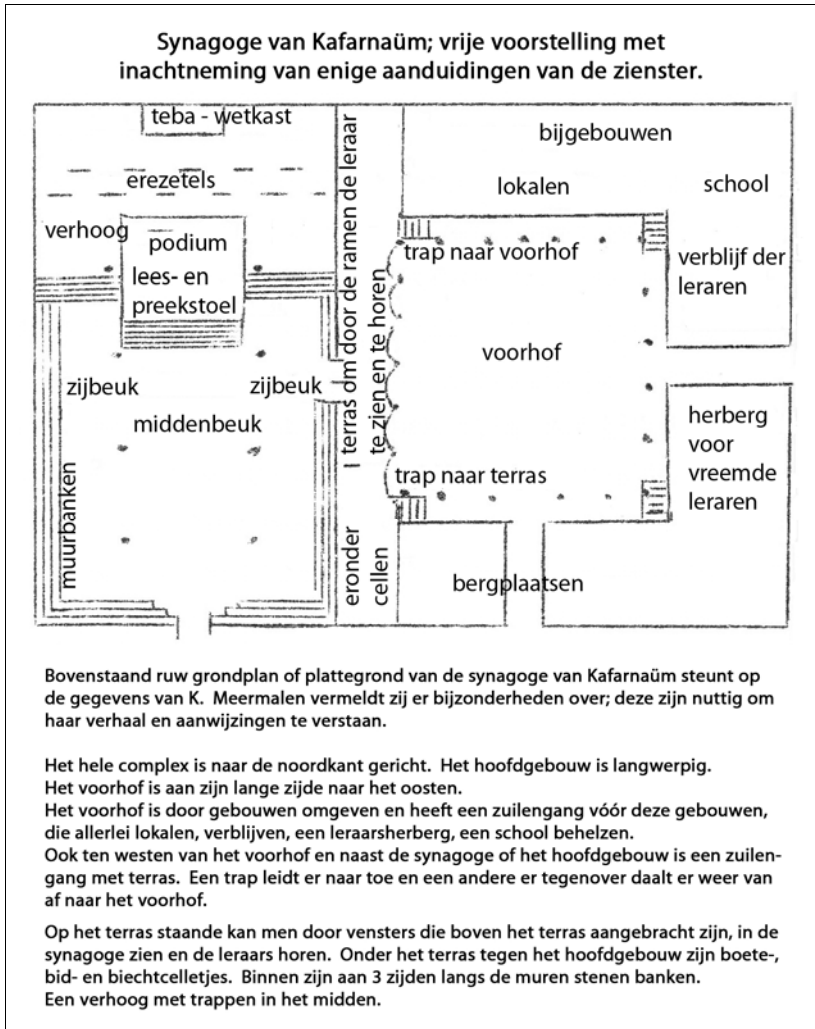 Synagoge van Kafarnaüm; vrije voorstelling met
inachtneming van enige aanduidingen van de zienster.
teba - wetkast
erezetels
verhoog
podium
lees- en
preekstoel
zijbeuk
zijbeuk
middenbeuk
muurbanken
terras om door de ramen de leraar
te zien en te horen
eronder
cellen
bijgebouwen
lokalen
school
trap naar voorhof
verblijf der
leraren
voorhof
herberg
voor
vreemde
leraren
trap naar terras
bergplaatsen
Bovenstaand ruw grondplan of plattegrond van de synagoge van Kafarnaüm steunt op
de gegevens van K. Meermalen vermeldt zij er bijzonderheden over; deze zijn nuttig om
haar verhaal en aanwijzingen te verstaan.
Het hele complex is naar de noordkant gericht. Het hoofdgebouw is langwerpig.
Het voorhof is aan zijn lange zijde naar het oosten.
Het voorhof is door gebouwen omgeven en heeft een zuilengang vóór deze gebouwen,
die allerlei lokalen, verblijven, een leraarsherberg, een school behelzen.
Ook ten westen van het voorhof en naast de synagoge of het hoofdgebouw is een zuilen-
gang met terras. Een trap leidt er naar toe en een andere er tegenover daalt er weer van
af naar het voorhof.
Op het terras staande kan men door vensters die boven het terras aangebracht zijn, in de
synagoge zien en de leraars horen. Onder het terras tegen het hoofdgebouw zijn boete-,
bid- en biechtcelletjes. Binnen zijn aan 3 zijden langs de muren stenen banken.
Een verhoog met trappen in het midden.